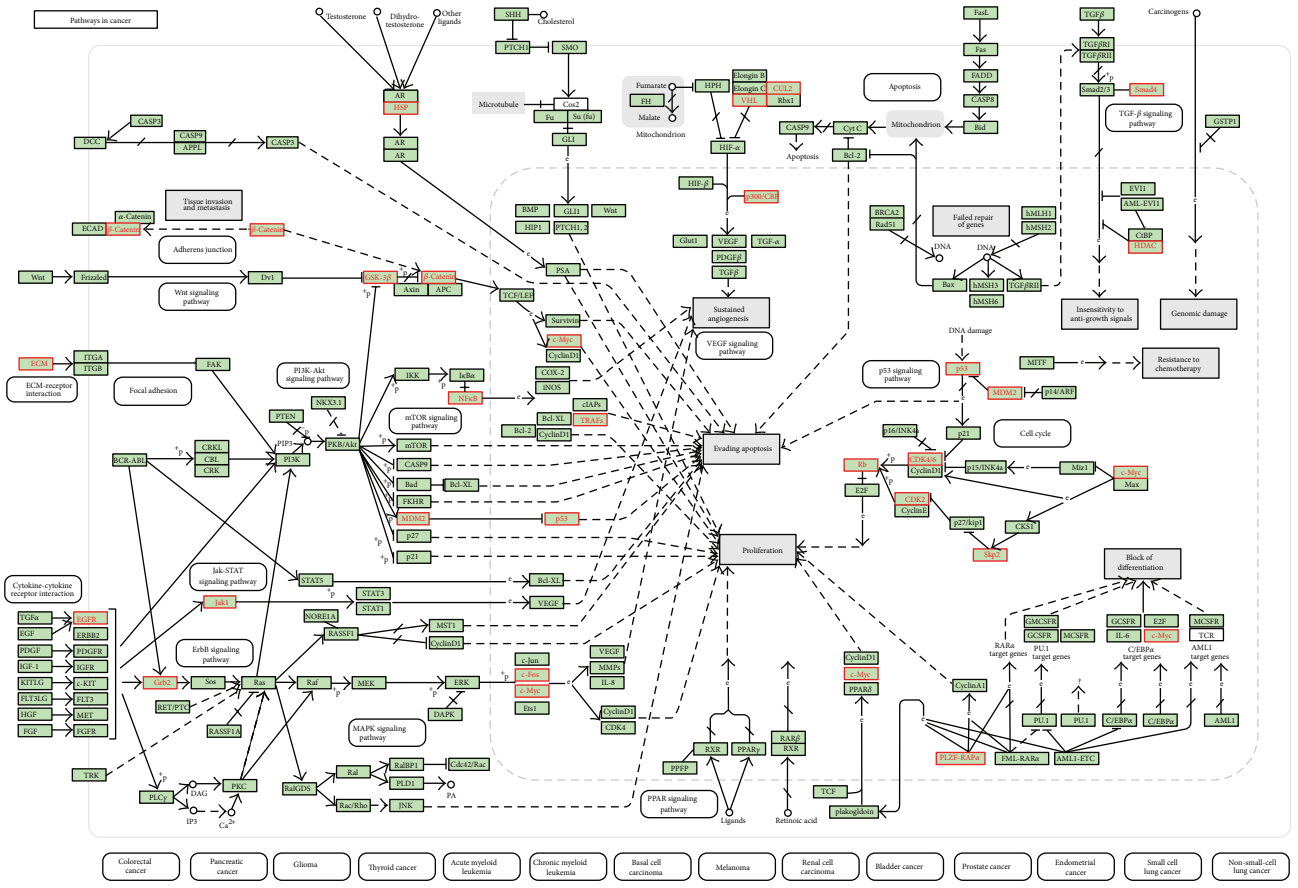 Pathways in cancer
Testosterone
Dihydro-
testosterone
Other
ligands
SHH
Cholesterol
PTCH1
SMO
Microtubule
Cos2
Fu
Su (fu)
GLI
AR
HSP
AR
AR
Fumarate
FH
Malate
Mitochondrion
HPH
Elongin B
Elongin C
CUL2
VHL
Rbx1
HIF-α
HIF-β
p300/CBP
FasL
Fas
FADD
CASP8
Bid
Apoptosis
CASP9
Cyt C
Mitochondrion
Apoptosis
Bcl-2
TGFβ
TGFβRI
TGFβRII
+p
Smad2/3
Smad4
TGF-β signaling
pathway
Carcinogens
GSTP1
DCC
CASP3
CASP9
APPL
CASP3
Tissue invasion
and metastasis
α-Catenin
ECAD
β-Catenin
β-Catenin
Adherens junction
Wnt
Frizzled
Dv1
GSK-3β
+p
β-Catenin
Axin
APC
+p
Wnt signaling
pathway
TCF/LEF
e
BMP
GLI1
Wnt
HIP1
PTCH1,2
e
PSA
e
Survivin
c-Myc
CyclinD1
Glut1
VEGF
TGF-α
PDGFβ
TGFβ
e
Sustained
angiogenesis
VEGF signaling
pathway
BRCA2
Rad51
Failed repair
of genes
hMLH1
hMSH2
DNA
DNA
Bax
hMSH3
TGFβRII
hMSH6
EVI1
AML-EVI1
CtBP
HDAC
e
e
Insensitivity to
anti-growth signals
Genomic damage
ECM
ITGA
ITGB
FAK
ECM-receptor
interaction
Focal adhesion
PI3K-Akt
signaling pathway
IKK
+p
IκBα
+p
NFκB
e
COX-2
iNOS
cIAPs
Bcl-XL
TRAFs
Bcl-2
CyclinD1
NKX3.1
PTEN
PIP3
PKB/Akt
mTOR signaling
pathway
DNA damage
p53 signaling
pathway
p53
MDM2
p14/ARF
MITF
e
Resistance to
chemotherapy
e
p21
Cell cycle
p16/INK4a
CDK4/6
CyclinD1
p15/INK4a
e
Miz1
c-Myc
Max
Rb
+p
+p
E2F
CDK2
CyclinE
e
p27/kip1
CKS1
e
Skp2
BCR-ABL
+p
CRKL
CBL
CRK
PI3K
+p
mTOR
+p
CASP9
+p
Bad
Bcl-XL
+p
FKHR
+p
MDM2
p53
+p
p27
+p
p21
Evading apoptosis
Proliferation
Block of
differentiation
Cytokine-cytokine
receptor interaction
Jak-STAT
signaling pathway
STAT5
e
Bcl-XL
Jak1
+p
STAT3
STAT1
e
VEGF
TGFα
EGFR
EGF
ERBB2
PDGF
PDGFR
IGF-1
IGFR
KITLG
c-KIT
FLT3LG
FLT3
HGF
MET
FGF
FGFR
NORE1A
RASSF1
MST1
CyclinD1
ErbB signaling
pathway
Grb2
Sos
Ras
Raf
+p
MEK
+p
ERK
+p
DAPK
RET/PTC
RASSF1A
c-Jun
c-Fos
c-Myc
Ets1
e
VEGF
MMPs
IL-8
CyclinD1
CDK4
MAPK signaling
pathway
TRK
+p
PLCγ
DAG
IP3
PKC
Ca2+
RalGDS
Ral
RalBP1
Cdc42/Rac
PLD1
PA
Rac/Rho
JNK
e
RXR
PPARγ
PPFP
PPAR signaling
pathway
Ligands
e
RARβ
RXR
Retinoic acid
CyclinD1
c-Myc
PPARδ
e
TCF
plakogldoin
GMCSFR
GCSFR
MCSFR
RARα
target genes
PU.1
target genes
GCSFR
E2F
IL-6
c-Myc
C/EBPα
target genes
MCSFR
TCR
AML1
target genes
CyclinA1
e
e
e
?
e
e
e
e
PU.1
PU.1
C/EBPα
C/EBPα
AML1
PLZF-RAPα
FML-RARα
AML1-ETC
Colorectal
cancer
Pancreatic
cancer
Glioma
Thyroid cancer
Acute myeloid
leukemia
Chronic myeloid
leukemia
Basal cell
carcinoma
Melanoma
Renal cell
carcinoma
Bladder cancer
Prostate cancer
Endometrial
cancer
Small cell
lung cancer
Non-small-cell
lung cancer